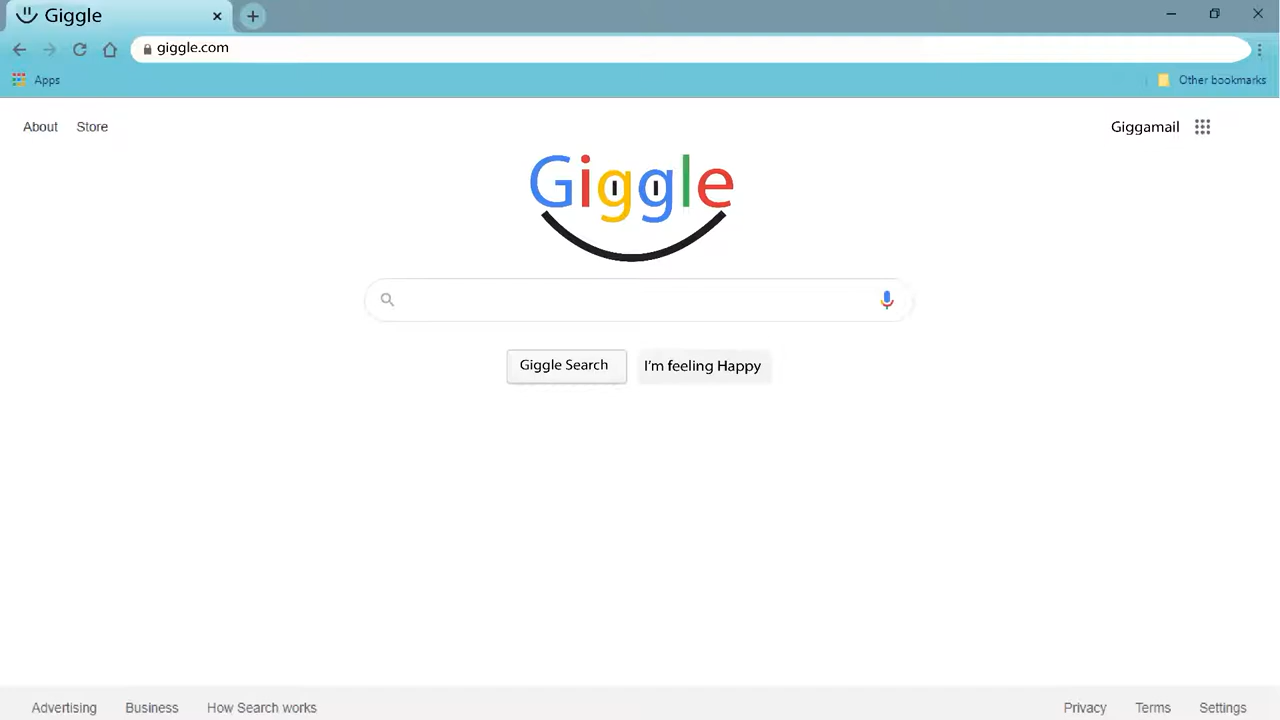 Giggle
giggle.com
Apps
Other bookmarks
About Store
Giggamail
Giggle
Giggle Search
I'm feeling Happy
Advertising Business How Search works
Privacy Terms Settings